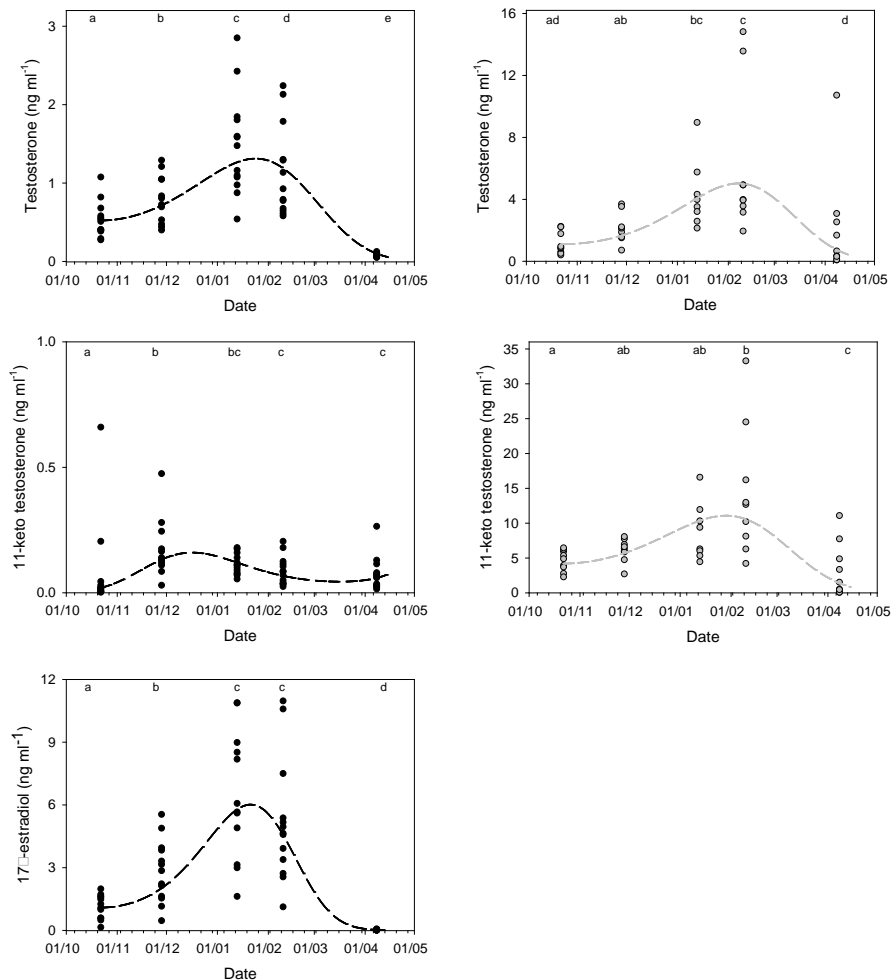 3
2
1
0
Testosterone (ng ml⁻¹)
a b c d e
01/10 01/11 01/12 01/01 01/02 01/03 01/04 01/05
Date
16
12
8
4
0
Testosterone (ng ml⁻¹)
ad ab bc c d
01/10 01/11 01/12 01/01 01/02 01/03 01/04 01/05
Date
1.0
0.5
0.0
11-keto testosterone (ng ml⁻¹)
a b bc c c
01/10 01/11 01/12 01/01 01/02 01/03 01/04 01/05
Date
35
30
25
20
15
10
5
0
11-keto testosterone (ng ml⁻¹)
a ab ab b c
01/10 01/11 01/12 01/01 01/02 01/03 01/04 01/05
Date
12
9
6
3
0
17□-estradiol (ng ml⁻¹)
a b c c d
01/10 01/11 01/12 01/01 01/02 01/03 01/04 01/05
Date